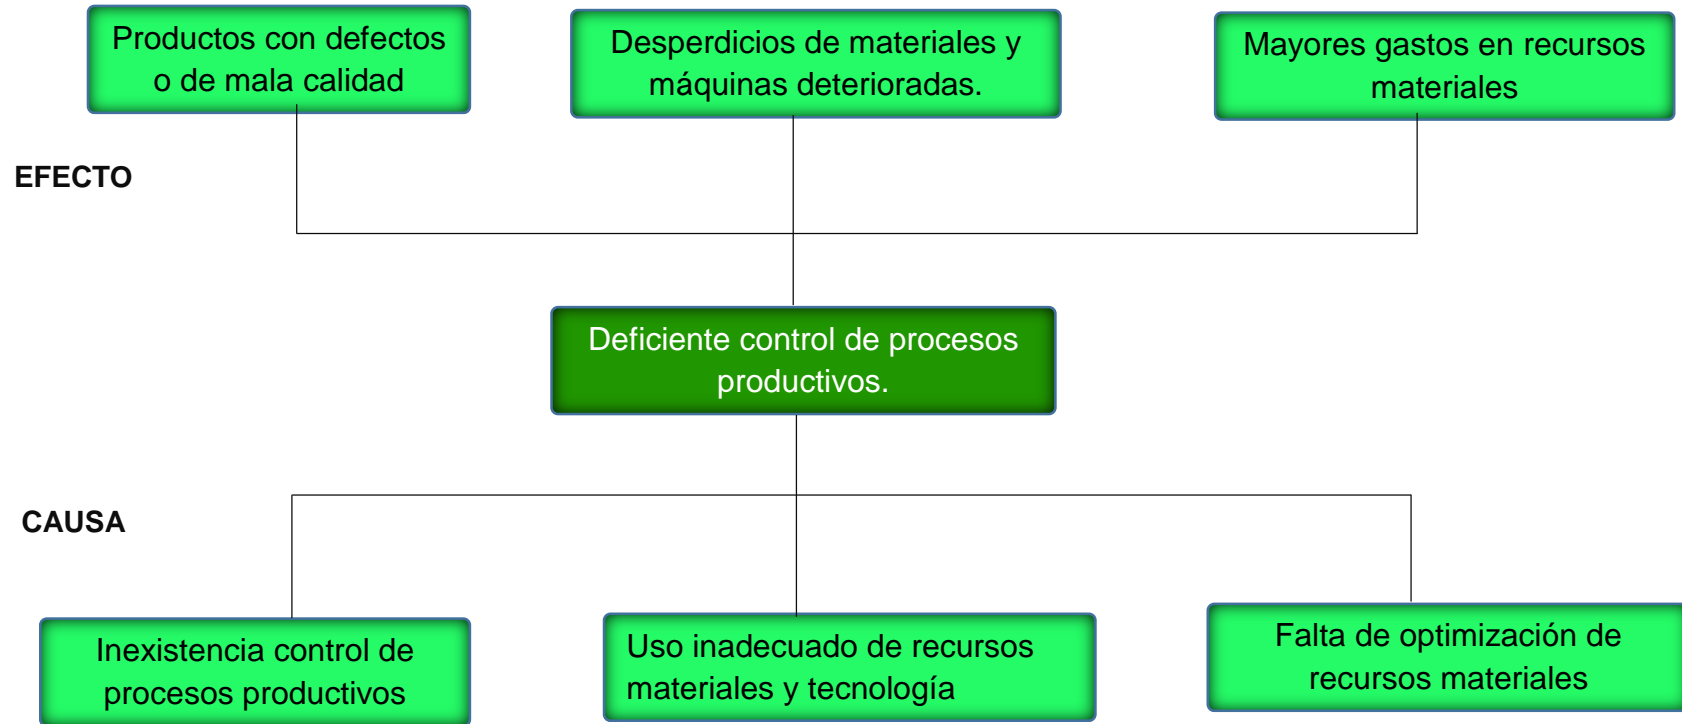 Productos con defectos
o de mala calidad
Desperdicios de materiales y
máquinas deterioradas.
Mayores gastos en recursos
materiales
EFECTO
Deficiente control de procesos
productivos.
CAUSA
Inexistencia control de
procesos productivos
Uso inadecuado de recursos
materiales y tecnología
Falta de optimización de
recursos materiales